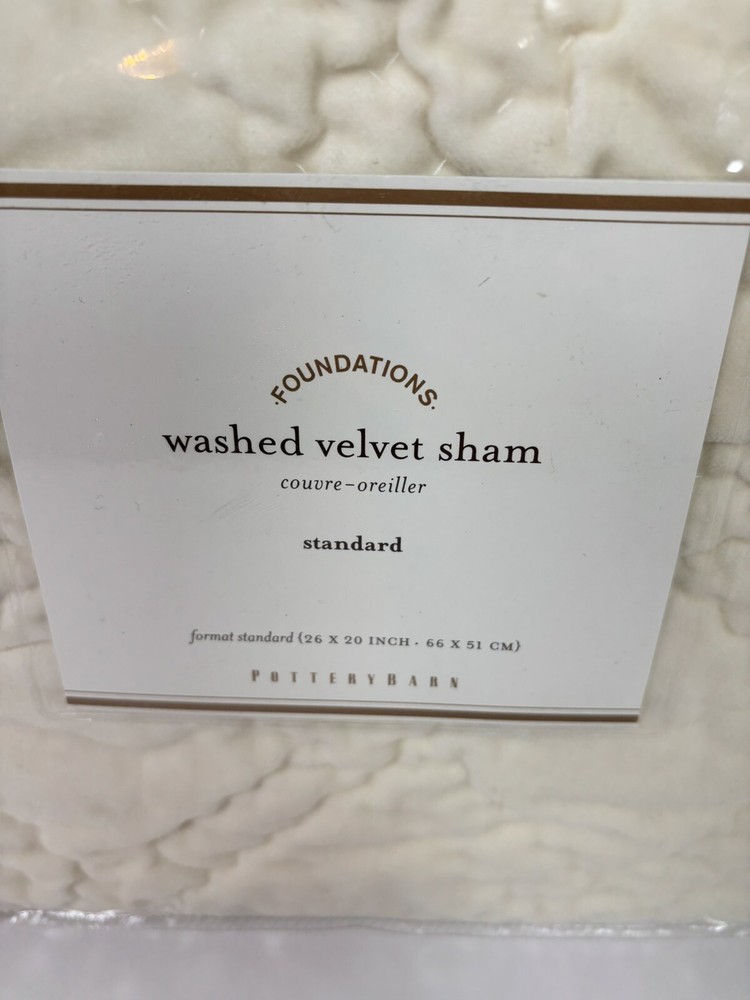 ·FOUNDATIONS·
washed velvet sham
couvre-oreiller
standard
format standard {26 X 20 INCH · 66 X 51 CM}
POTTERYBARN